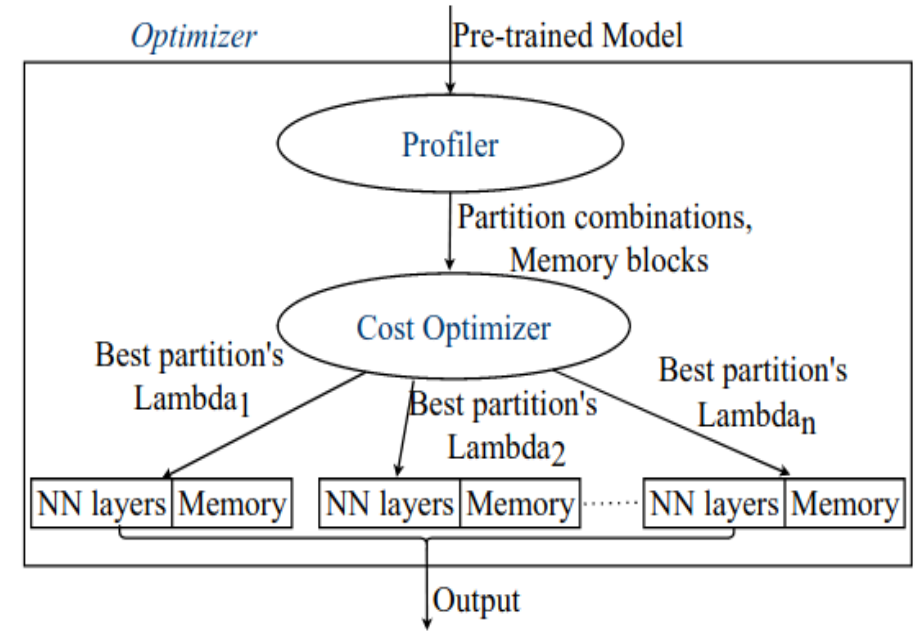 Optimizer
Pre-trained Model
Profiler
Partition combinations,
Memory blocks
Cost Optimizer
Best partition's
Lambda1
Best partition's
Lambda2
Best partition's
Lambdan
NN layers Memory
NN layers Memory
NN layers Memory
Output